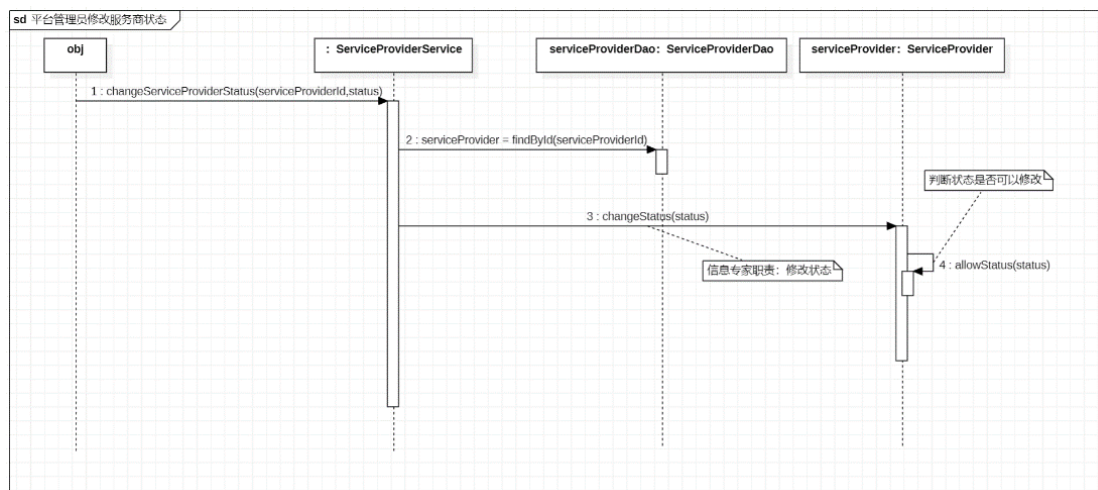 sd 平台管理员修改服务商状态
obj
: ServiceProviderService
serviceProviderDao: ServiceProviderDao
serviceProvider: ServiceProvider
1 : changeServiceProviderStatus(serviceProviderId,status)
2 : serviceProvider = findById(serviceProviderId)
判断状态是否可以修改
3 : changeStatus(status)
信息专家职责：修改状态
4 : allowStatus(status)